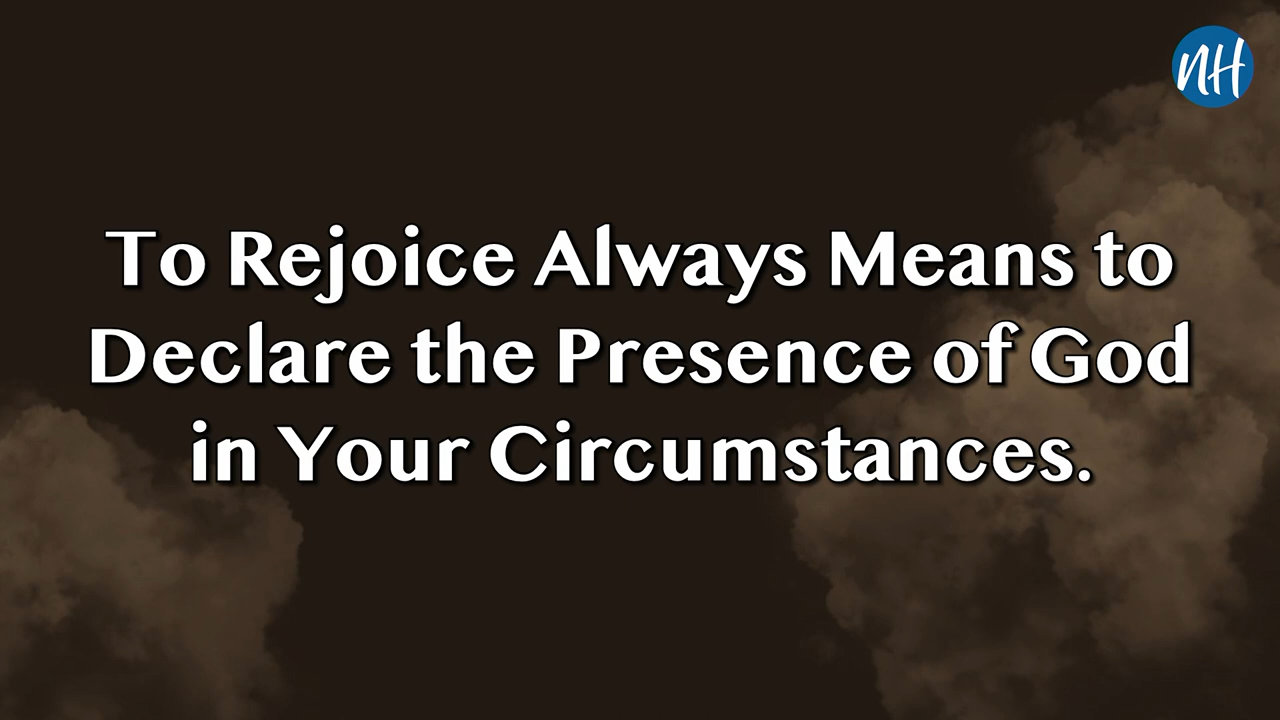 NH
To Rejoice Always Means to
Declare the Presence of God
in Your Circumstances.